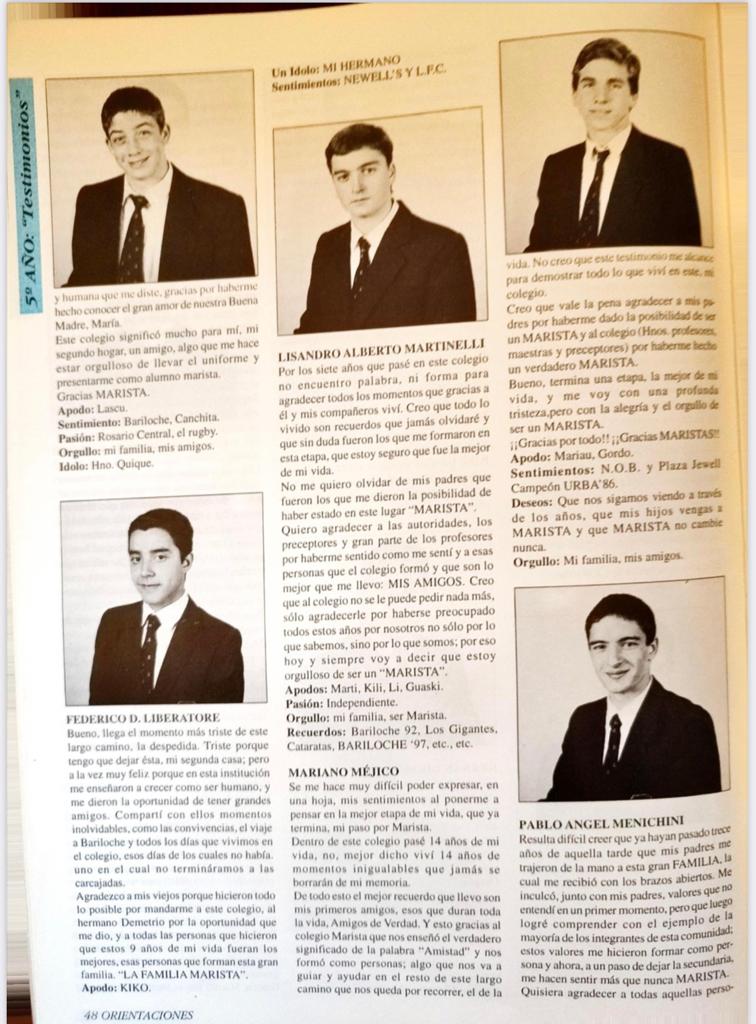 5º AÑO: "Testimonios"
y humana que me diste, gracias por haberme
hecho conocer el gran amor de nuestra Buena
Madre, María.
Este colegio significó mucho para mí, mi
segundo hogar, un amigo, algo que me hace
estar orgulloso de llevar el uniforme y
presentarme como alumno marista.
Gracias MARISTA.
Apodo: Lascu.
Sentimiento: Bariloche, Canchita.
Pasión: Rosario Central, el rugby.
Orgullo: mi familia, mis amigos.
Idolo: Hno. Quique.
FEDERICO D. LIBERATORE
Bueno, llega el momento más triste de este
largo camino, la despedida. Triste porque
tengo que dejar ésta, mi segunda casa; pero
a la vez muy feliz porque en esta institución
me enseñaron a crecer como ser humano, y
me dieron la oportunidad de tener grandes
amigos. Compartí con ellos momentos
inolvidables, como las convivencias, el viaje
a Bariloche y todos los días que vivimos en
el colegio, esos días de los cuales no había
uno en el cual no termináramos a las
carcajadas.
Agradezco a mis viejos porque hicieron todo
lo posible por mandarme a este colegio, al
hermano Demetrio por la oportunidad que
me dio, y a todas las personas que hicieron
que estos 9 años de mi vida fueran los
mejores, esas personas que forman esta gran
familia. "LA FAMILIA MARISTA".
Apodo: KIKO.
Un Idolo: MI HERMANO
Sentimientos: NEWELL'S Y L.F.C.
LISANDRO ALBERTO MARTINELLI
Por los siete años que pasé en este colegio
no encuentro palabra, ni forma para
agradecer todos los momentos que gracias a
él y mis compañeros viví. Creo que todo lo
vivido son recuerdos que jamás olvidaré y
que sin duda fueron los que me formaron en
esta etapa, que estoy seguro que fue la mejor
de mi vida.
No me quiero olvidar de mis padres que
fueron los que me dieron la posibilidad de
haber estado en este lugar "MARISTA".
Quiero agradecer a las autoridades, los
preceptores y gran parte de los profesores
por haberme sentido como me sentí y a esas
personas que el colegio formó y que son lo
mejor que me llevo: MIS AMIGOS. Creo
que al colegio no se le puede pedir nada más,
sólo agradecerle por haberse preocupado
todos estos años por nosotros no sólo por lo
que sabemos, sino por lo que somos; por eso
hoy y siempre voy a decir que estoy
orgulloso de ser un "MARISTA".
Apodos: Marti, Kili, Li, Guaski.
Pasión: Independiente.
Orgullo: mi familia, ser Marista.
Recuerdos: Bariloche 92, Los Gigantes,
Cataratas, BARILOCHE '97, etc., etc.
MARIANO MÉJICO
Se me hace muy difícil poder expresar, en
una hoja, mis sentimientos al ponerme a
pensar en la mejor etapa de mi vida, que ya
termina, mi paso por Marista.
Dentro de este colegio pasé 14 años de mi
vida, no, mejor dicho viví 14 años de
momentos inigualables que jamás se
borrarán de mi memoria.
De todo esto el mejor recuerdo que llevo son
mis primeros amigos, esos que duran toda
la vida, Amigos de Verdad. Y esto gracias al
colegio Marista que nos enseñó el verdadero
significado de la palabra "Amistad" y nos
formó como personas; algo que nos va a
guiar y ayudar en el resto de este largo
camino que nos queda por recorrer, el de la
vida. No creo que este testimonio me alcance
para demostrar todo lo que viví en este, mi
colegio.
Creo que vale la pena agradecer a mis pa-
dres por haberme dado la posibilidad de ser
un MARISTA y al colegio (Hnos. profesores,
maestras y preceptores) por haberme hecho
un verdadero MARISTA.
Bueno, termina una etapa, la mejor de mi
vida, y me voy con una profunda
tristeza,pero con la alegría y el orgullo de
ser un MARISTA.
¡¡Gracias por todo!! ¡¡Gracias MARISTAS!!
Apodo: Mariau, Gordo.
Sentimientos: N.O.B. y Plaza Jewell
Campeón URBA'86.
Deseos: Que nos sigamos viendo a través
de los años, que mis hijos vengas a
MARISTA y que MARISTA no cambie
nunca.
Orgullo: Mi familia, mis amigos.
PABLO ANGEL MENICHINI
Resulta difícil creer que ya hayan pasado trece
años de aquella tarde que mis padres me
trajeron de la mano a esta gran FAMILIA, la
cual me recibió con los brazos abiertos. Me
inculcó, junto con mis padres, valores que no
entendí en un primer momento, pero que luego
logré comprender con el ejemplo de la
mayoría de los integrantes de esta comunidad;
estos valores me hicieron formar como per-
sona y ahora, a un paso de dejar la secundaria,
me hacen sentir más que nunca MARISTA.
Quisiera agradecer a todas aquellas perso-
48 ORIENTACIONES